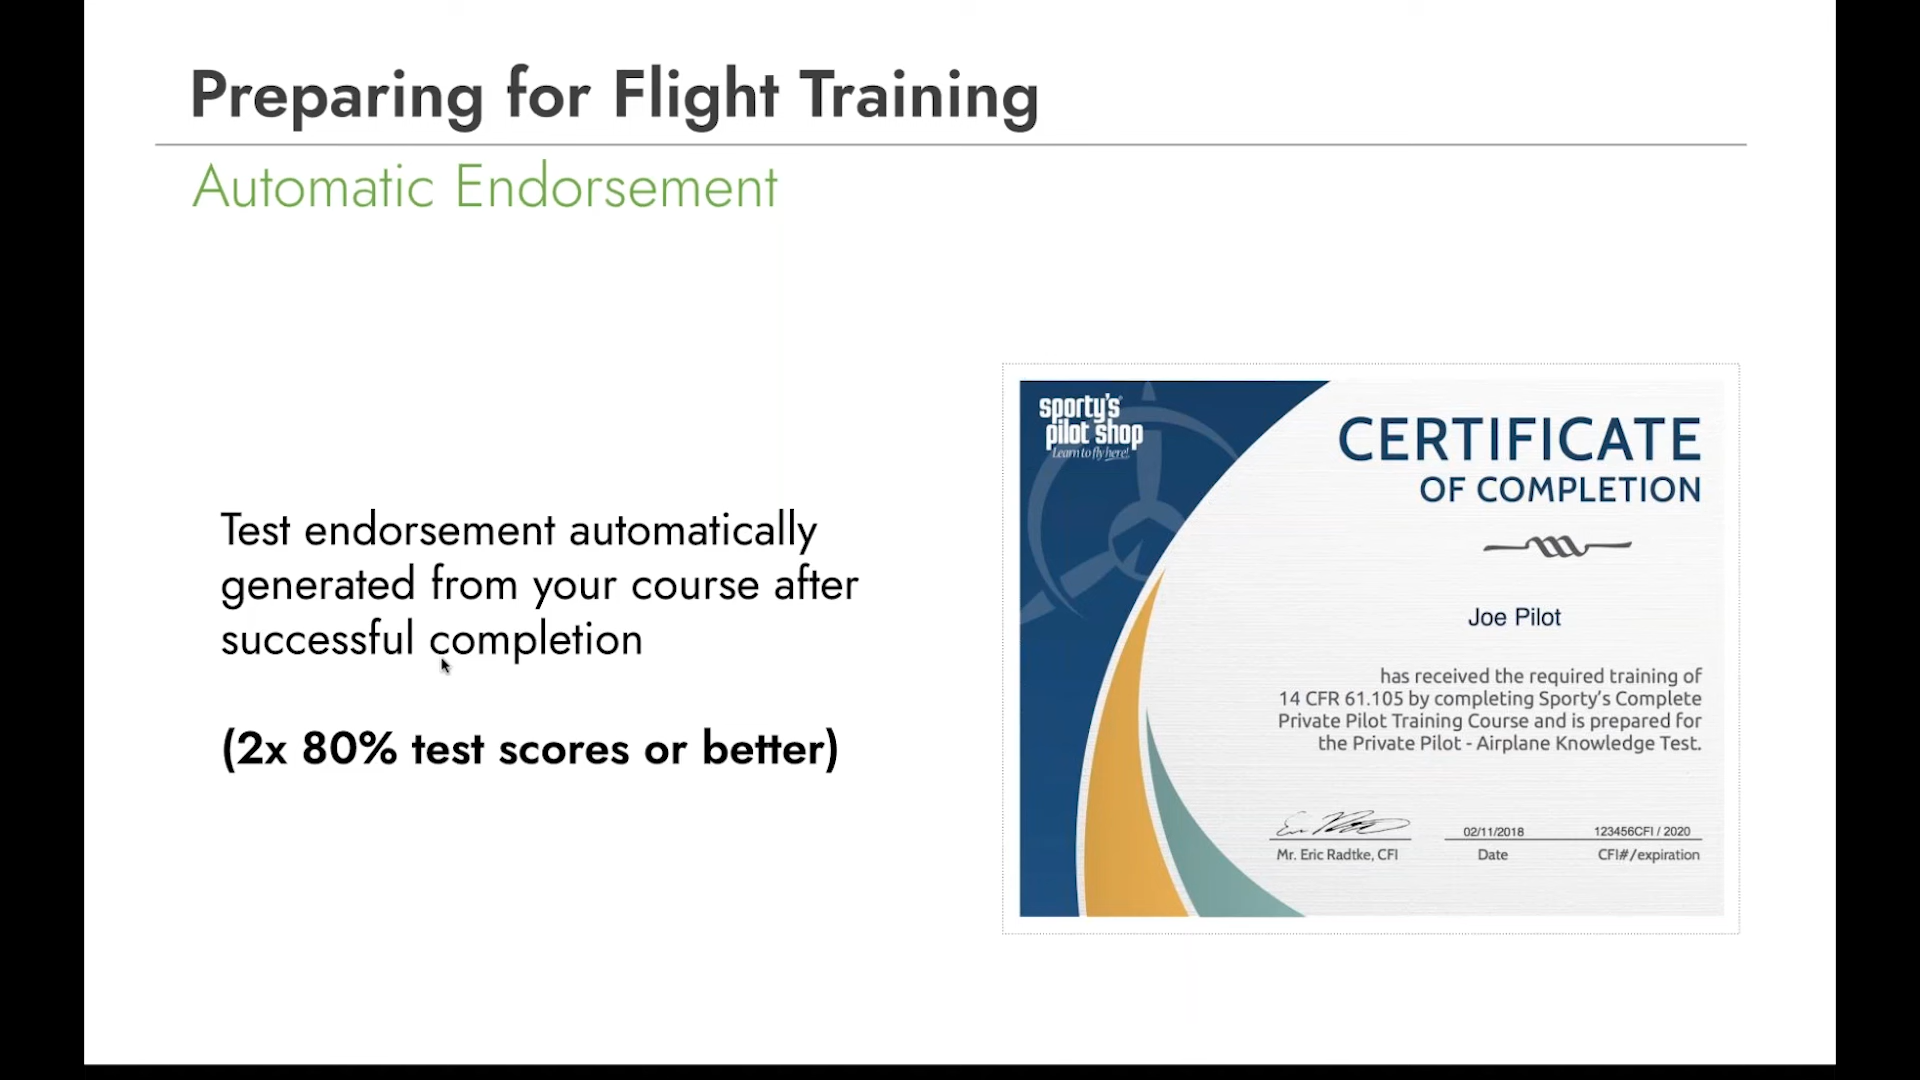 Preparing for Flight Training
Automatic Endorsement
Test endorsement automatically
generated from your course after
successful completion
(2x 80% test scores or better)
sporty's
pilot shop
Learn to fly here!
CERTIFICATE
OF COMPLETION
Joe Pilot
has received the required training of
14 CFR 61.105 by completing Sporty's Complete
Private Pilot Training Course and is prepared for
the Private Pilot - Airplane Knowledge Test.
02/11/2018 123456CFI / 2020
Mr. Eric Radtke, CFI Date CFI#/expiration